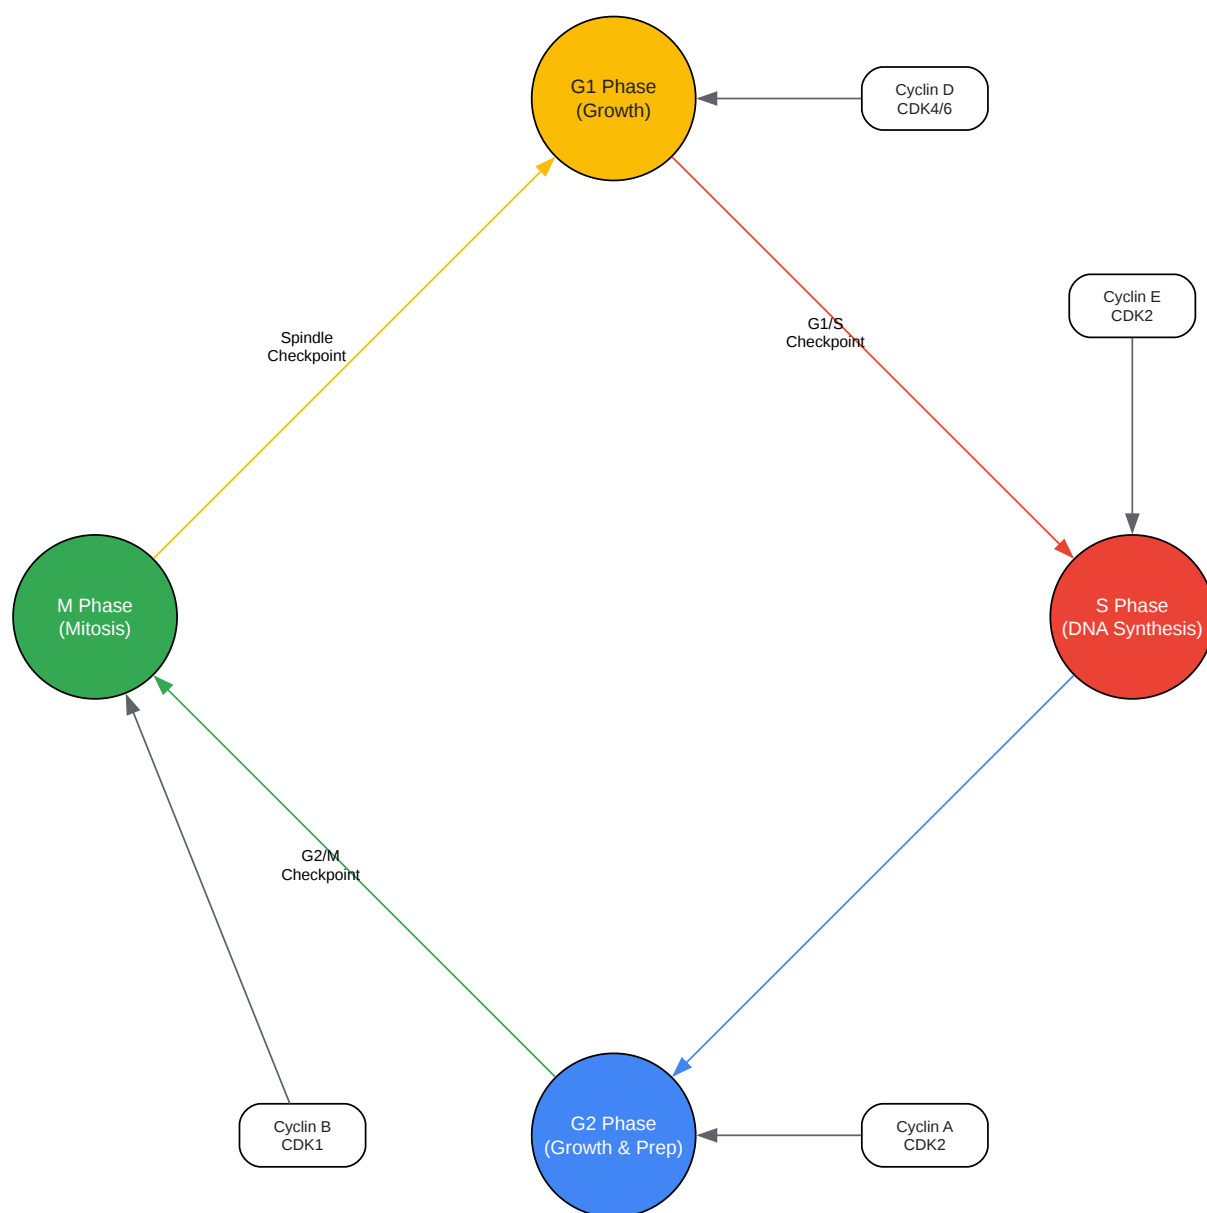 G1 Phase
(Growth)
Cyclin D
CDK4/6
Cyclin E
CDK2
Spindle
Checkpoint
G1/S
Checkpoint
M Phase
(Mitosis)
S Phase
(DNA Synthesis)
G2/M
Checkpoint
Cyclin B
CDK1
G2 Phase
(Growth & Prep)
Cyclin A
CDK2